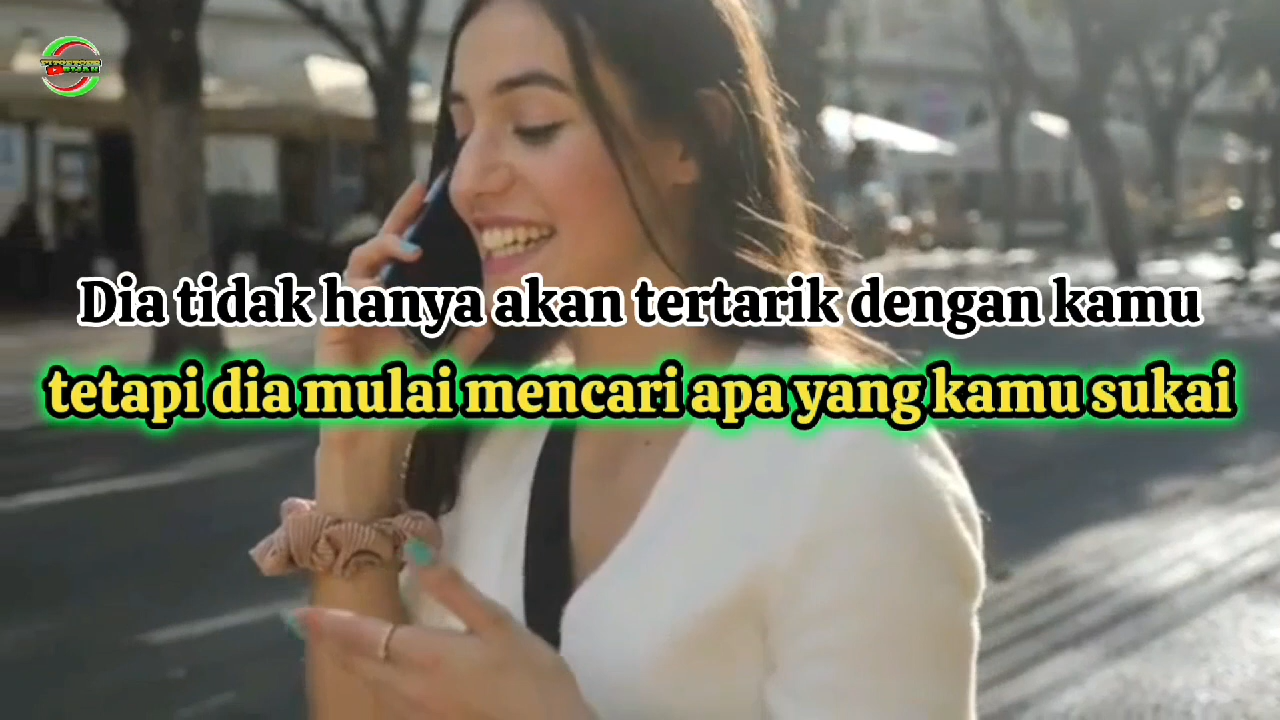 Dia tidak hanya akan tertarik dengan kamu
tetapi dia mulai mencari apa yang kamu sukai